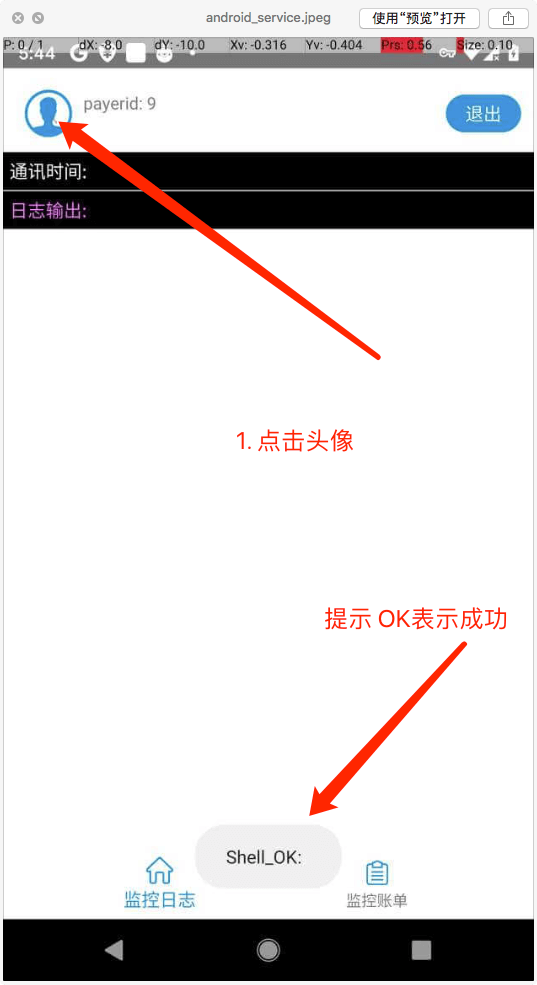 android_service.jpeg
使用“预览”打开
P: 0 / 1 dX: -8.0 dY: -10.0 Xv: -0.316 Yv: -0.404 Prs: 0.56 Size: 0.10
5:44
payerid: 9
退出
通讯时间:
日志输出:
1. 点击头像
提示 OK表示成功
Shell_OK:
监控日志
监控账单